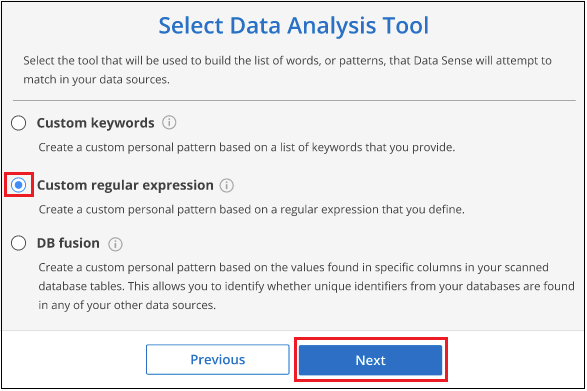 Select Data Analysis Tool
Select the tool that will be used to build the list of words, or patterns, that Data Sense will attempt to
match in your data sources.
Custom keywords
Create a custom personal pattern based on a list of keywords that you provide.
Custom regular expression
Create a custom personal pattern based on a regular expression that you define.
DB fusion
Create a custom personal pattern based on the values found in specific columns in your scanned
database tables. This allows you to identify whether unique identifiers from your databases are found
in any of your other data sources.
Previous
Next